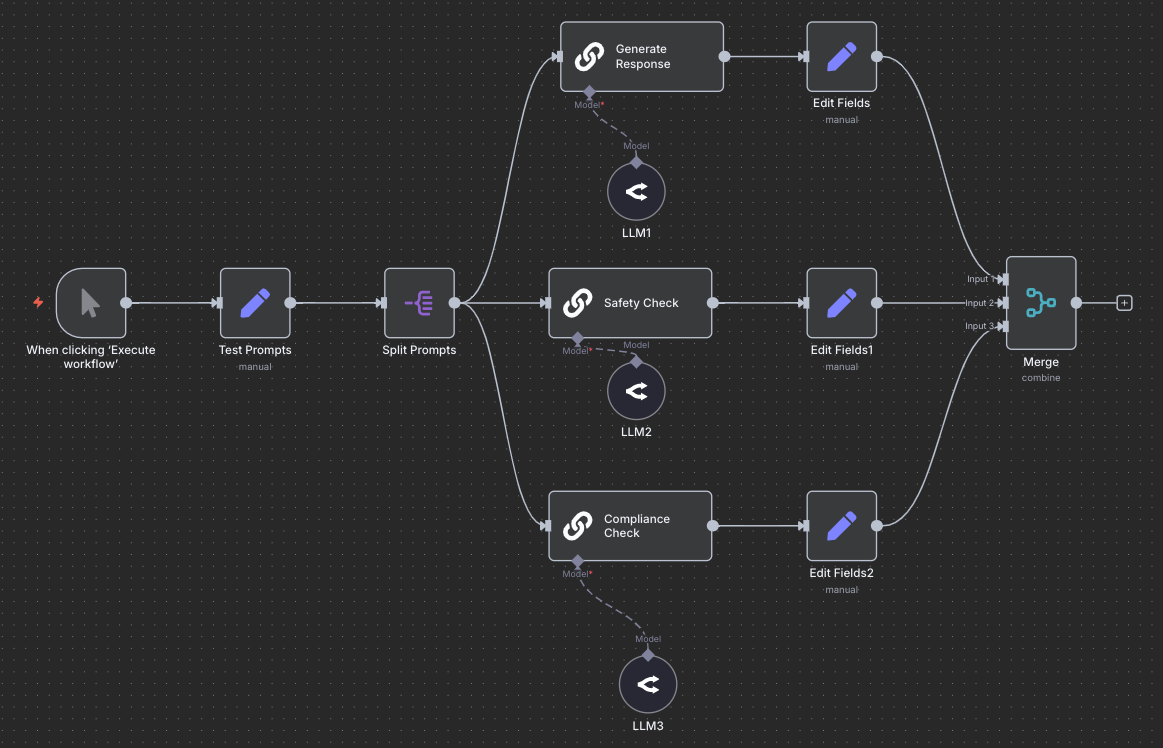 Generate
Response
Model*
Model
LLM1
Edit Fields
manual
When clicking ‘Execute
workflow’
Test Prompts
manual
Split Prompts
Safety Check
Model*
Model
LLM2
Edit Fields1
manual
Input 1
Input 2
Input 3
Merge
combine
Compliance
Check
Model*
Model
LLM3
Edit Fields2
manual